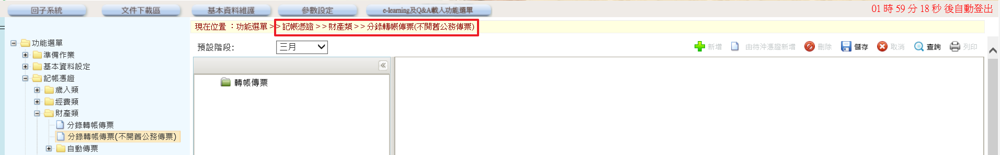 回子系統 文件下載區 基本資料維護 參數設定 e-learning及Q&A載入功能選單 01 時 59 分 18 秒 後自動登出
現在位置 ：功能選單 >> 記帳憑證 >> 財產類 >> 分錄轉帳傳票(不開舊公務傳票)
功能選單
準備作業
基本資料設定
記帳憑證
歲入類
經費類
財產類
分錄轉帳傳票
分錄轉帳傳票(不開舊公務傳票)
自動傳票
預設階段: 三月 新增 由待沖憑證新增 刪除 儲存 取消 查詢 列印
轉帳傳票